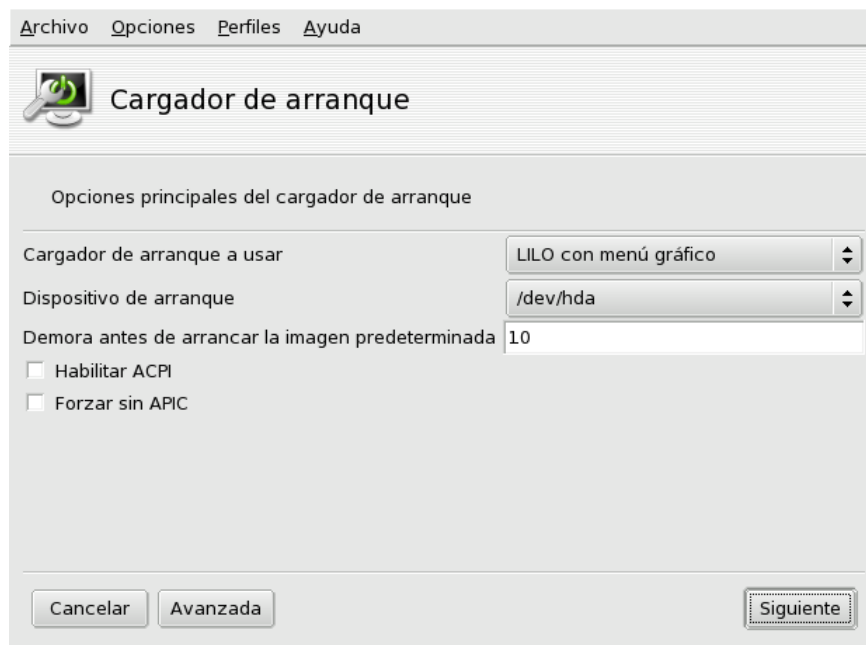 Archivo Opciones Perfiles Ayuda
Cargador de arranque
Opciones principales del cargador de arranque
Cargador de arranque a usar LILO con menú gráfico
Dispositivo de arranque /dev/hda
Demora antes de arrancar la imagen predeterminada 10
Habilitar ACPI
Forzar sin APIC
Cancelar Avanzada Siguiente